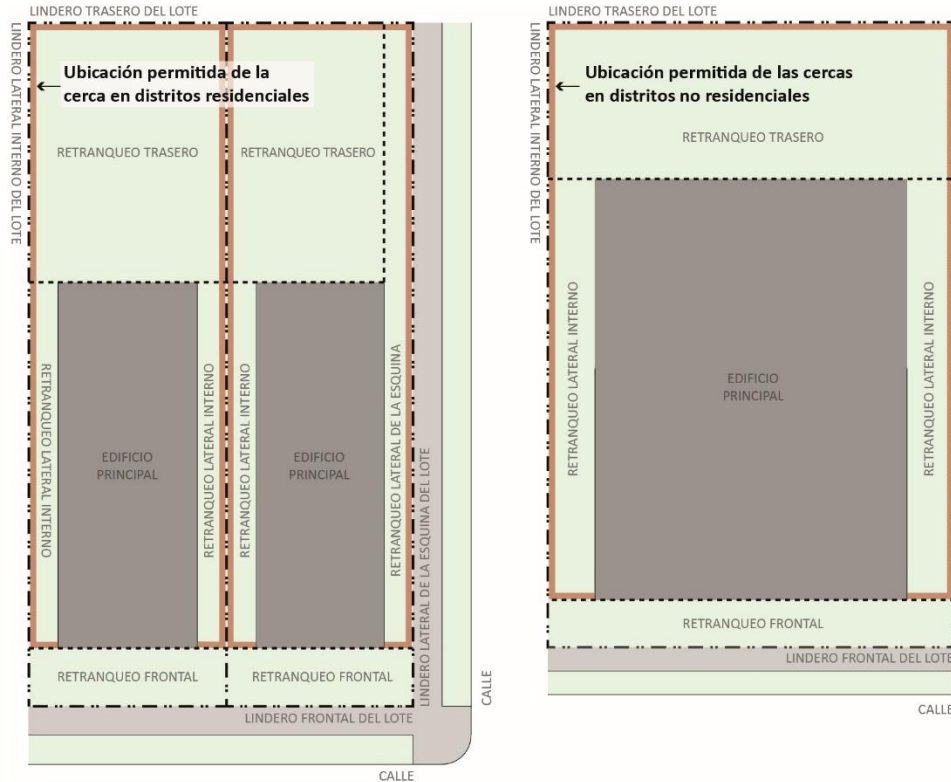 LINDERO TRASERO DEL LOTE
LINDERO LATERAL INTERNO DEL LOTE
Ubicación permitida de la
cerca en distritos residenciales
RETRANQUEO TRASERO
RETRANQUEO TRASERO
RETRANQUEO LATERAL INTERNO
EDIFICIO
PRINCIPAL
RETRANQUEO LATERAL INTERNO
RETRANQUEO LATERAL INTERNO
EDIFICIO
PRINCIPAL
RETRANQUEO LATERAL DE LA ESQUINA
LINDERO LATERAL DE LA ESQUINA DEL LOTE
RETRANQUEO FRONTAL
RETRANQUEO FRONTAL
LINDERO FRONTAL DEL LOTE
CALLE
CALLE
LINDERO TRASERO DEL LOTE
LINDERO LATERAL INTERNO DEL LOTE
Ubicación permitida de las cercas
en distritos no residenciales
RETRANQUEO TRASERO
RETRANQUEO LATERAL INTERNO
EDIFICIO
PRINCIPAL
RETRANQUEO LATERAL INTERNO
RETRANQUEO FRONTAL
LINDERO FRONTAL DEL LOTE
CALLE